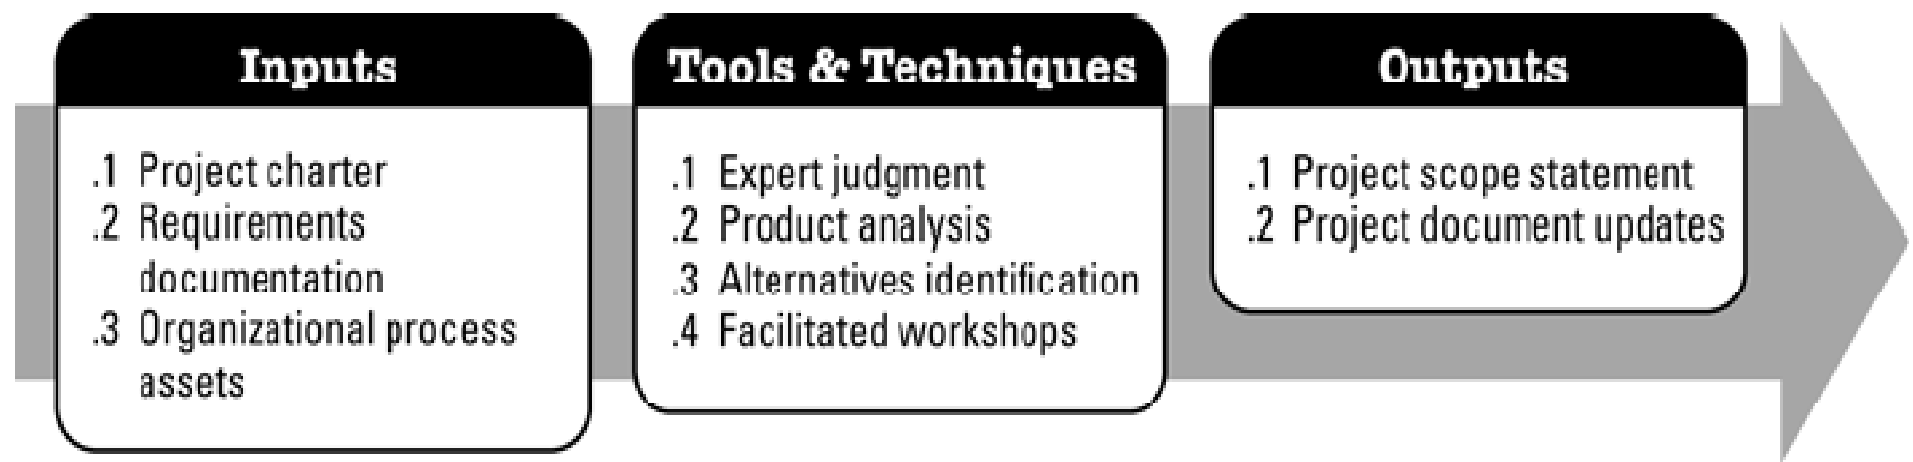 Inputs
.1 Project charter
.2 Requirements
documentation
.3 Organizational process
assets
Tools & Techniques
.1 Expert judgment
.2 Product analysis
.3 Alternatives identification
.4 Facilitated workshops
Outputs
.1 Project scope statement
.2 Project document updates